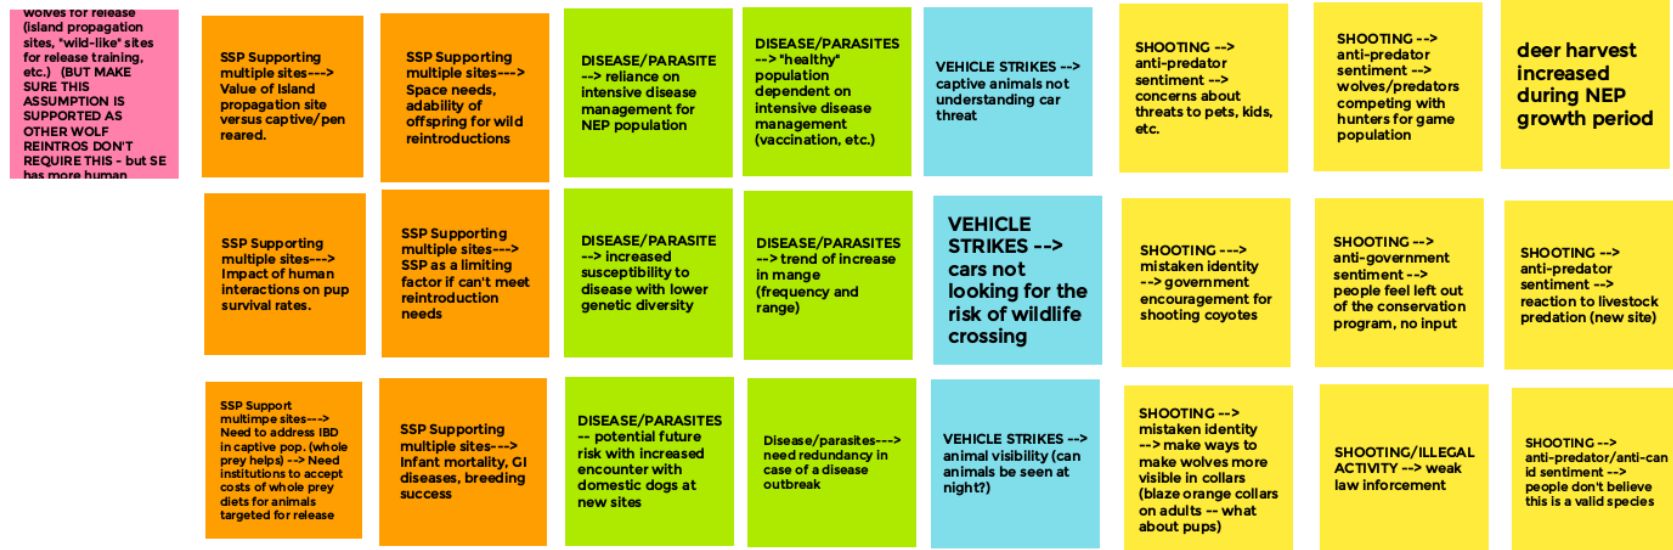 wolves for release
(island propagation
sites, "wild-like" sites
for release training,
etc.) (BUT MAKE
SURE THIS
ASSUMPTION IS
SUPPORTED AS
OTHER WOLF
REINTROS DON'T
REQUIRE THIS - but SE
has more human
SSP Supporting
multiple sites--->
Value of Island
propagation site
versus captive/pen
reared.
SSP Supporting
multiple sites--->
Space needs,
adability of
offspring for wild
reintroductions
DISEASE/PARASITE
--> reliance on
intensive disease
management for
NEP population
DISEASE/PARASITES
--> "healthy"
population
dependent on
intensive disease
management
(vaccination, etc.)
VEHICLE STRIKES -->
captive animals not
understanding car
threat
SHOOTING -->
anti-predator
sentiment -->
concerns about
threats to pets, kids,
etc.
SHOOTING -->
anti-predator
sentiment -->
wolves/predators
competing with
hunters for game
population
deer harvest
increased
during NEP
growth period
SSP Supporting
multiple sites--->
Impact of human
interactions on pup
survival rates.
SSP Supporting
multiple sites--->
SSP as a limiting
factor if can't meet
reintroduction
needs
DISEASE/PARASITE
--> increased
susceptibility to
disease with lower
genetic diversity
DISEASE/PARASITES
--> trend of increase
in mange
(frequency and
range)
VEHICLE
STRIKES -->
cars not
looking for the
risk of wildlife
crossing
SHOOTING --->
mistaken identity
--> government
encouragement for
shooting coyotes
SHOOTING -->
anti-government
sentiment -->
people feel left out
of the conservation
program, no input
SHOOTING -->
anti-predator
sentiment -->
reaction to livestock
predation (new site)
SSP Support
multimpe sites--->
Need to address IBD
in captive pop. (whole
prey helps) --> Need
institutions to accept
costs of whole prey
diets for animals
targeted for release
SSP Supporting
multiple sites--->
Infant mortality, GI
diseases, breeding
success
DISEASE/PARASITES
-- potential future
risk with increased
encounter with
domestic dogs at
new sites
Disease/parasites--->
need redundancy in
case of a disease
outbreak
VEHICLE STRIKES -->
animal visibility (can
animals be seen at
night?)
SHOOTING -->
mistaken identity
--> make ways to
make wolves more
visible in collars
(blaze orange collars
on adults -- what
about pups)
SHOOTING/ILLEGAL
ACTIVITY --> weak
law inforcement
SHOOTING -->
anti-predator/anti-can
id sentiment -->
people don't believe
this is a valid species